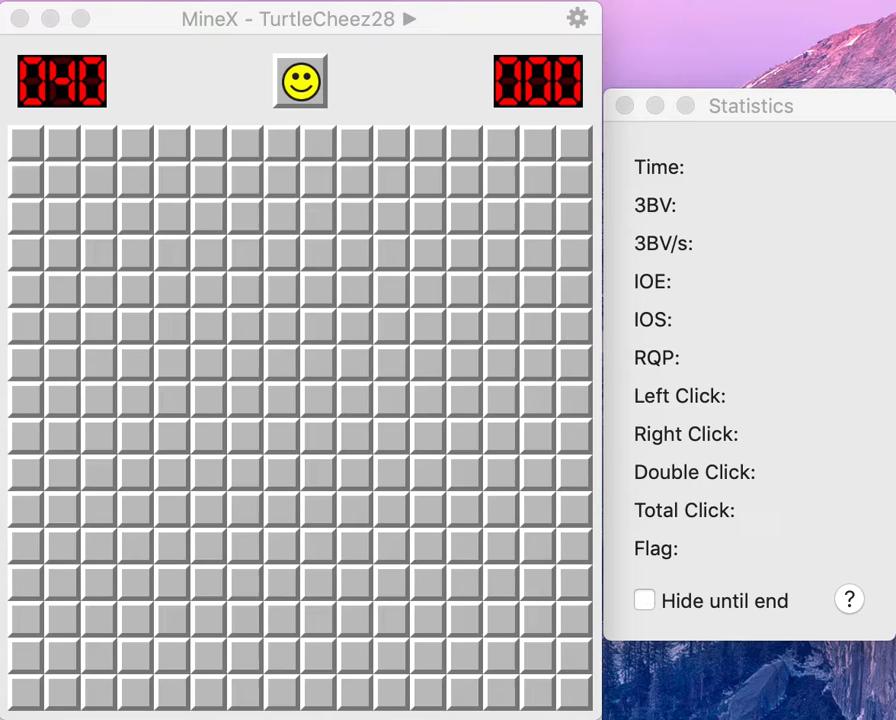 MineX - TurtleCheez28 ▶
040
000
Statistics
Time:
3BV:
3BV/s:
IOE:
IOS:
RQP:
Left Click:
Right Click:
Double Click:
Total Click:
Flag:
Hide until end
?